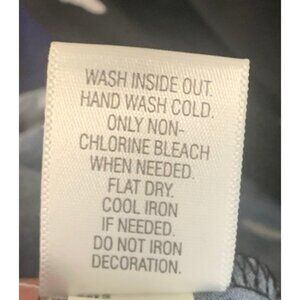 WASH INSIDE OUT.
HAND WASH COLD.
ONLY NON-
CHLORINE BLEACH
WHEN NEEDED.
FLAT DRY.
COOL IRON
IF NEEDED.
DO NOT IRON
DECORATION.